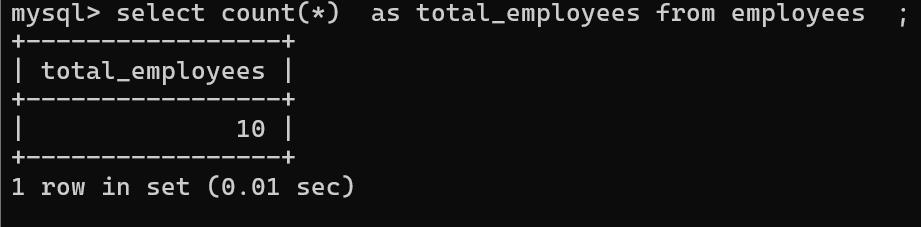 mysql> select count(*)  as total_employees from employees  ;
+-----------------+
| total_employees |
+-----------------+
|              10 |
+-----------------+
1 row in set (0.01 sec)